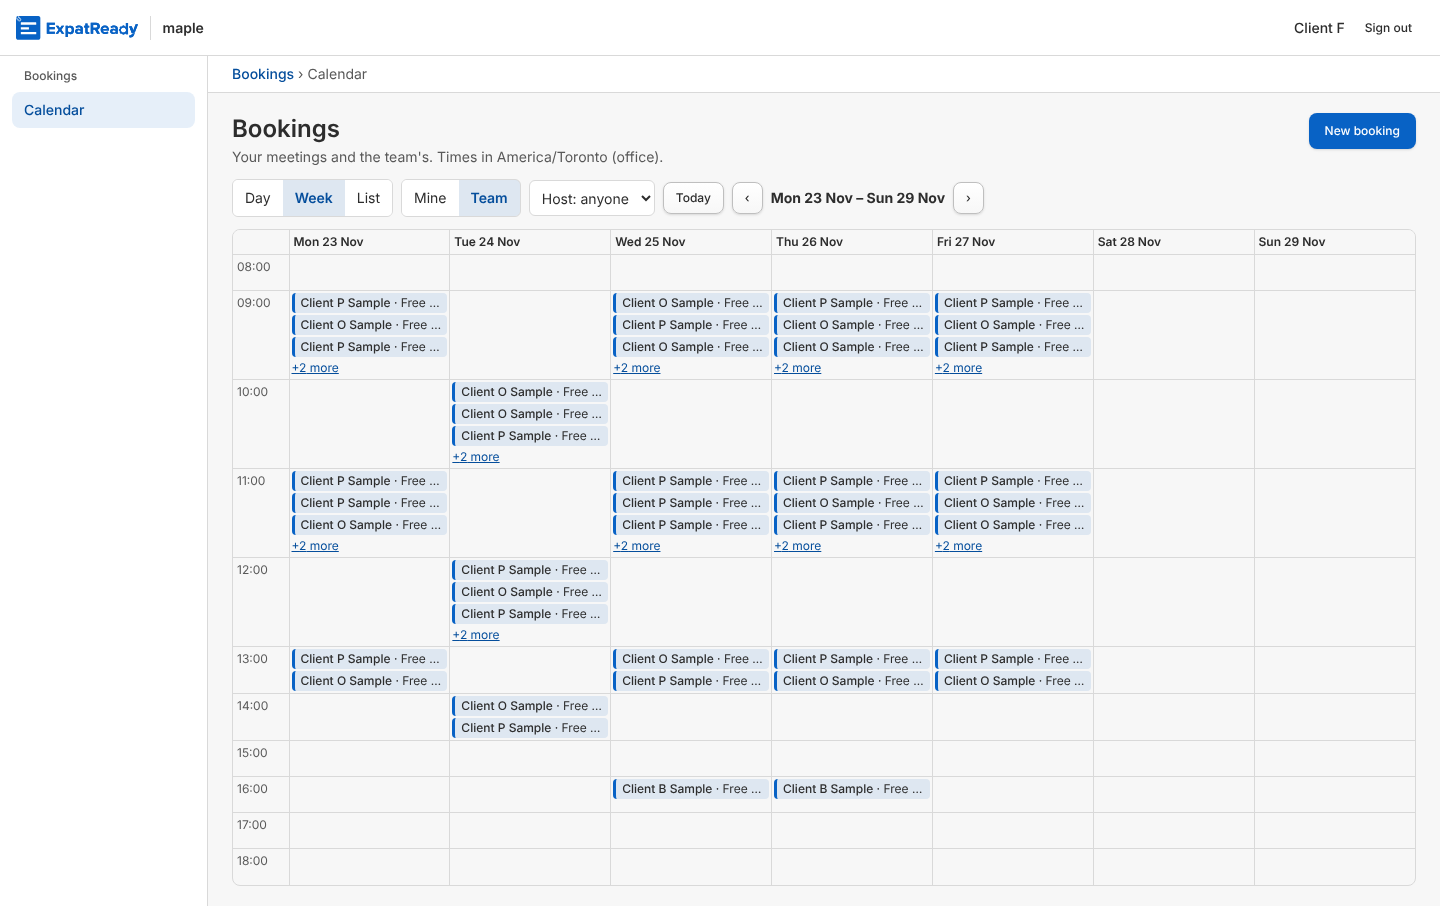 ExpatReady maple Client F Sign out
Bookings
Calendar
Bookings › Calendar
Bookings
New booking
Your meetings and the team's. Times in America/Toronto (office).
Day Week List Mine Team Host: anyone Today ‹ Mon 23 Nov – Sun 29 Nov ›
Mon 23 Nov Tue 24 Nov Wed 25 Nov Thu 26 Nov Fri 27 Nov Sat 28 Nov Sun 29 Nov
08:00
09:00 Client P Sample · Free ... Client O Sample · Free ... Client P Sample · Free ... Client P Sample · Free ...
Client O Sample · Free ... Client P Sample · Free ... Client O Sample · Free ... Client O Sample · Free ...
Client P Sample · Free ... Client O Sample · Free ... Client O Sample · Free ... Client P Sample · Free ...
+2 more +2 more +2 more +2 more
10:00 Client O Sample · Free ...
Client O Sample · Free ...
Client P Sample · Free ...
+2 more
11:00 Client P Sample · Free ... Client P Sample · Free ... Client P Sample · Free ... Client P Sample · Free ...
Client P Sample · Free ... Client P Sample · Free ... Client O Sample · Free ... Client O Sample · Free ...
Client O Sample · Free ... Client P Sample · Free ... Client P Sample · Free ... Client O Sample · Free ...
+2 more +2 more +2 more +2 more
12:00 Client P Sample · Free ...
Client O Sample · Free ...
Client P Sample · Free ...
+2 more
13:00 Client P Sample · Free ... Client O Sample · Free ... Client P Sample · Free ... Client P Sample · Free ...
Client O Sample · Free ... Client P Sample · Free ... Client O Sample · Free ... Client O Sample · Free ...
14:00 Client O Sample · Free ...
Client P Sample · Free ...
15:00
16:00 Client B Sample · Free ... Client B Sample · Free ...
17:00
18:00